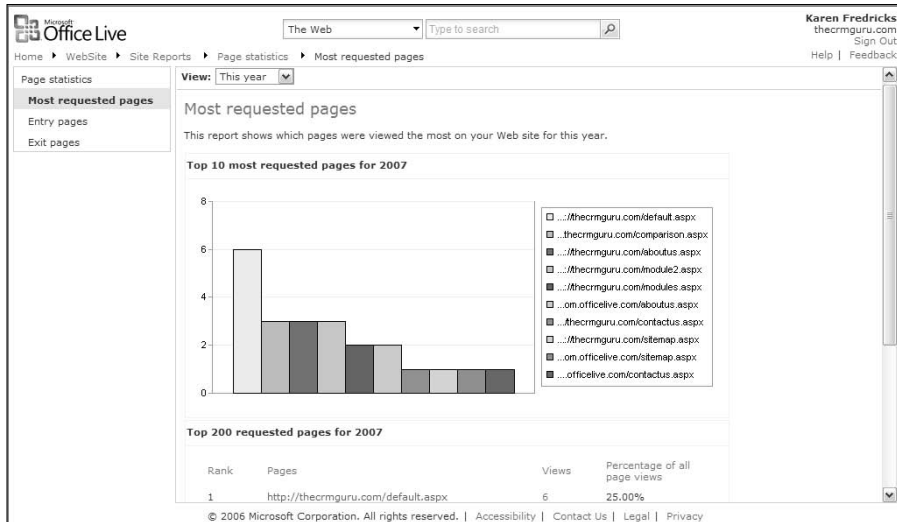 Microsoft
Office Live
The Web
Type to search
Karen Fredricks
thecrmguru.com
Sign Out
Help | Feedback
Home WebSite Site Reports Page statistics Most requested pages
Page statistics
Most requested pages
Entry pages
Exit pages
View: This year
Most requested pages
This report shows which pages were viewed the most on your Web site for this year.
Top 10 most requested pages for 2007
8
6
4
2
0
...://thecrmguru.com/default.aspx
...thecrmguru.com/comparison.aspx
...://thecrmguru.com/aboutus.aspx
...://thecrmguru.com/module2.aspx
...://thecrmguru.com/modules.aspx
...om.officelive.com/aboutus.aspx
.../thecrmguru.com/contactus.aspx
...://thecrmguru.com/sitemap.aspx
...om.officelive.com/sitemap.aspx
....officelive.com/contactus.aspx
Top 200 requested pages for 2007
Rank Pages Views Percentage of all page views
1 http://thecrmguru.com/default.aspx 6 25.00%
© 2006 Microsoft Corporation. All rights reserved. | Accessibility | Contact Us | Legal | Privacy